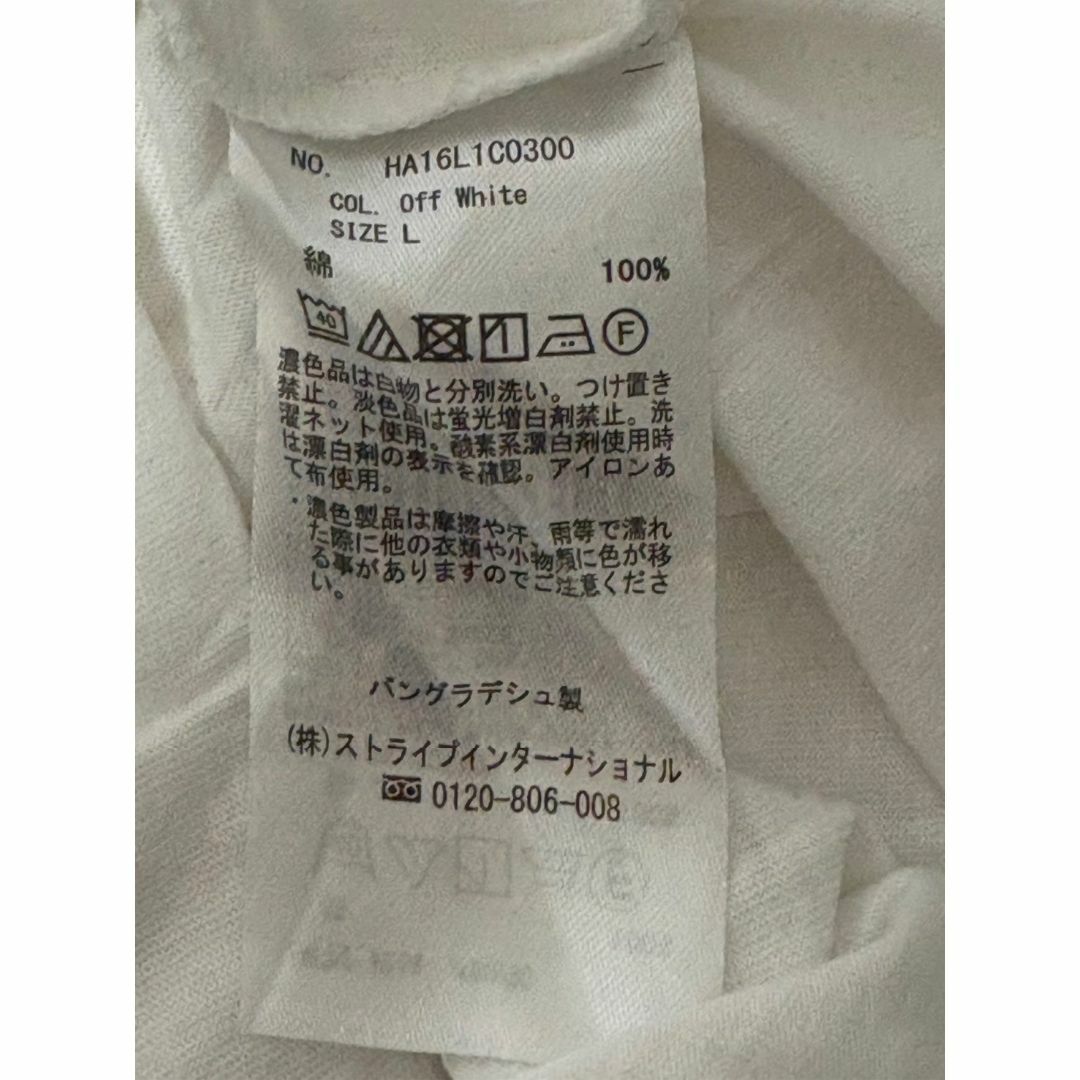 NO. HA16L1C0300
COL. Off White
SIZE L
綿 100%
40 F
濃色品は白物と分別洗い。つけ置き
禁止。淡色品は蛍光増白剤禁止。洗
濯ネット使用。酸素系漂白剤使用時
は漂白剤の表示を確認。アイロンあ
て布使用。
・濃色製品は摩擦や汗、雨等で濡れ
た際に他の衣類や小物類に色が移
る事がありますのでご注意くださ
い。
バングラデシュ製
(株)ストライプインターナショナル
0120-806-008